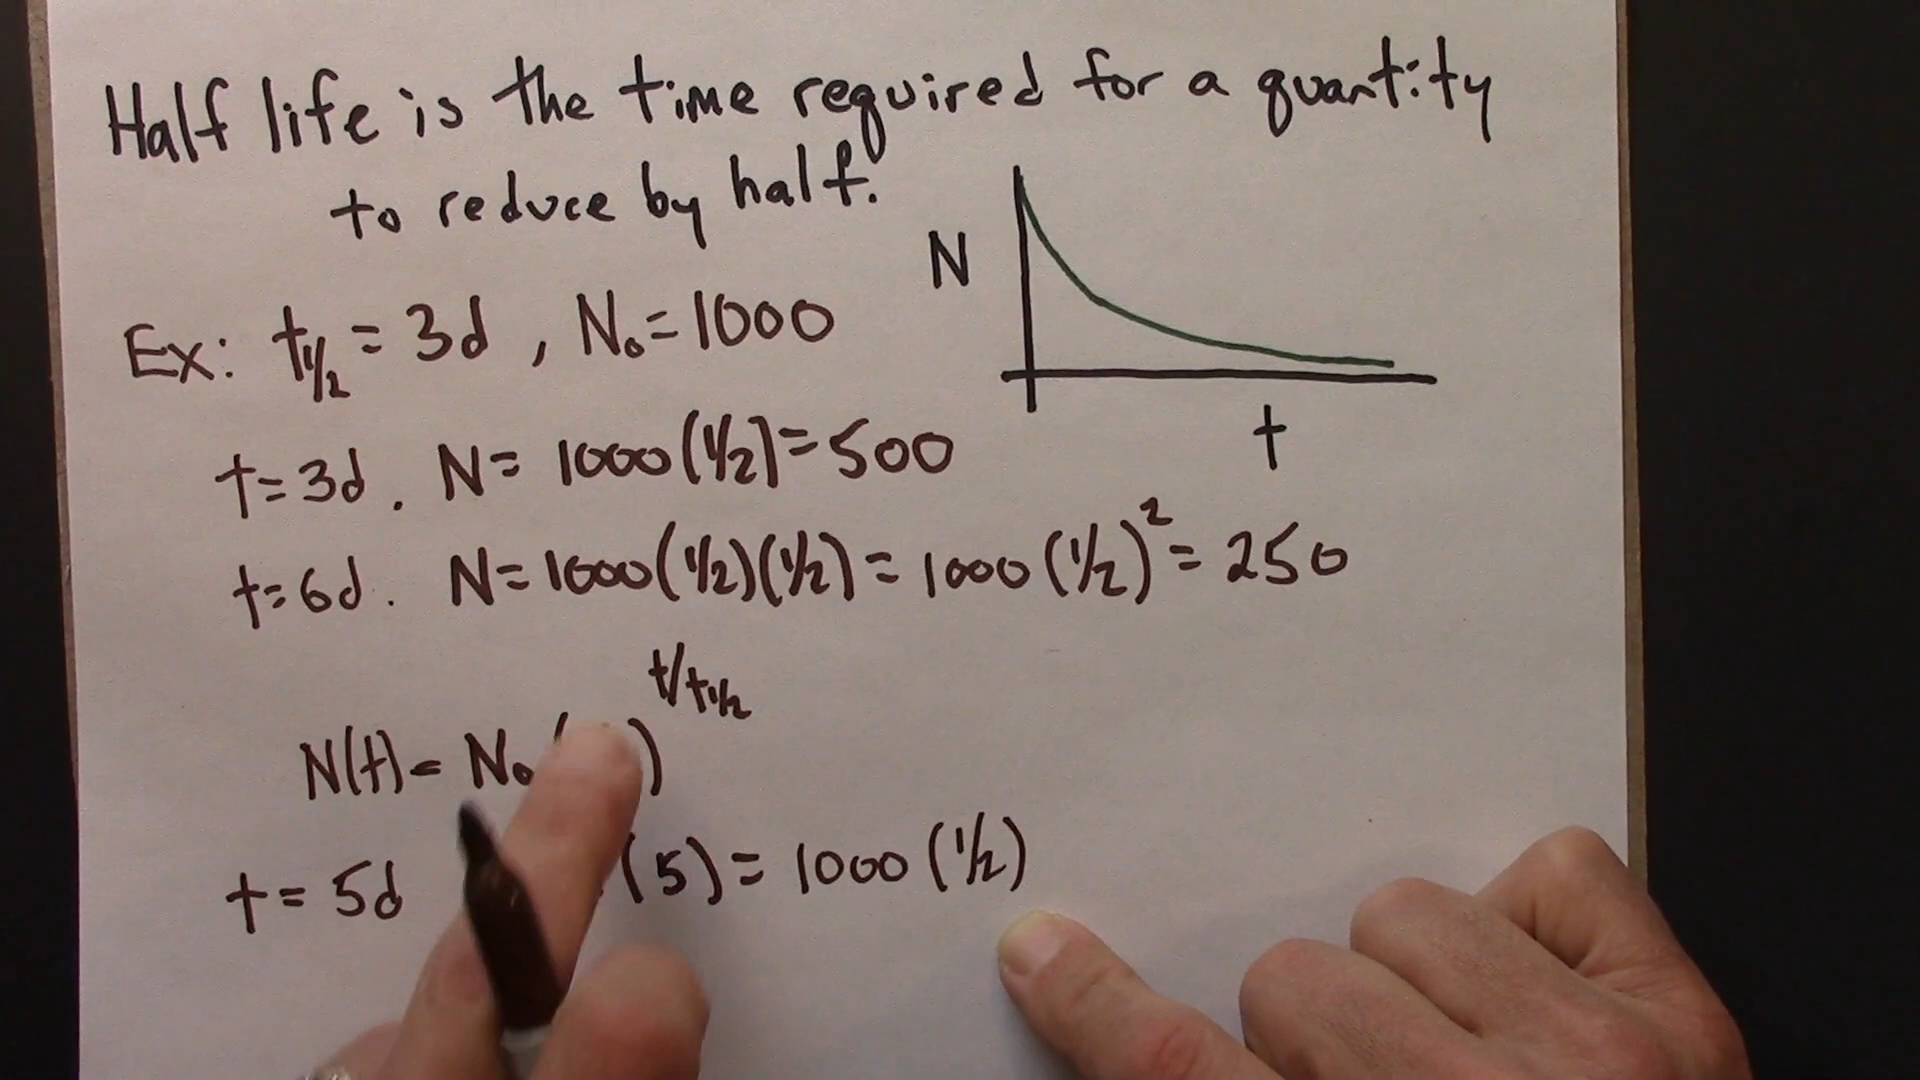 Half life is the time required for a quantity
to reduce by half.
N
t
Ex: t1/2 = 3d , N₀ = 1000
t = 3d . N = 1000 (1/2) = 500
t = 6d . N = 1000 (1/2)(1/2) = 1000 (1/2)² = 250
N(t) = N₀ ( )^t/t1/2
t = 5d (5) = 1000 (1/2)